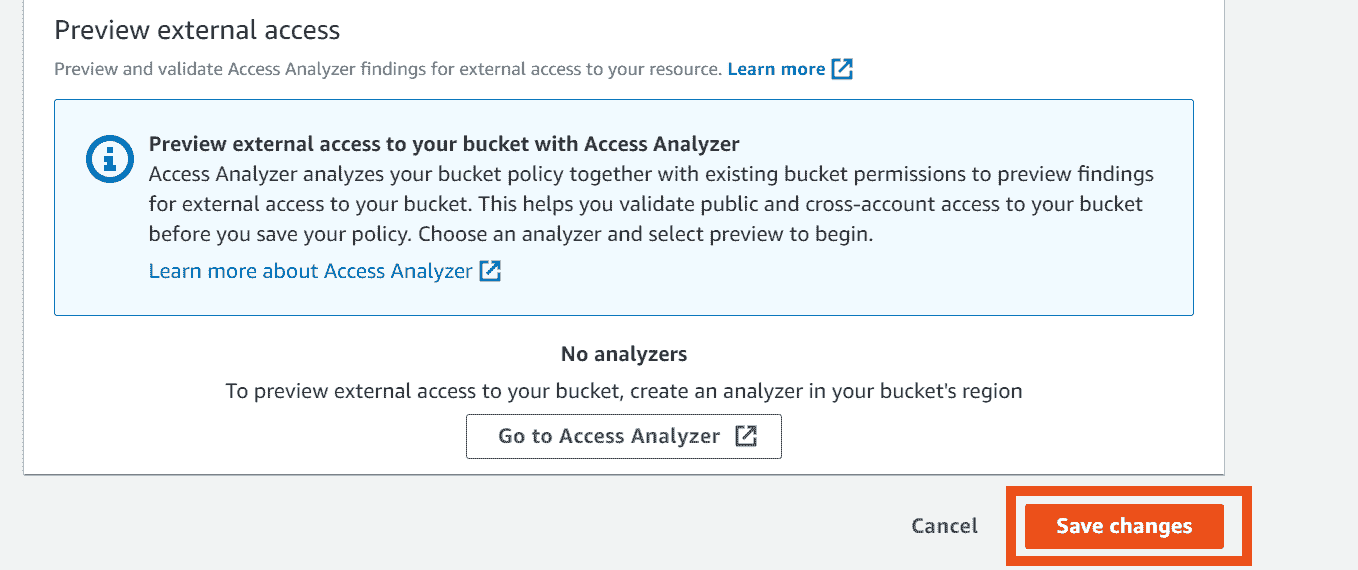 Preview external access
Preview and validate Access Analyzer findings for external access to your resource. Learn more
Preview external access to your bucket with Access Analyzer
Access Analyzer analyzes your bucket policy together with existing bucket permissions to preview findings
for external access to your bucket. This helps you validate public and cross-account access to your bucket
before you save your policy. Choose an analyzer and select preview to begin.
Learn more about Access Analyzer
No analyzers
To preview external access to your bucket, create an analyzer in your bucket's region
Go to Access Analyzer
Cancel
Save changes